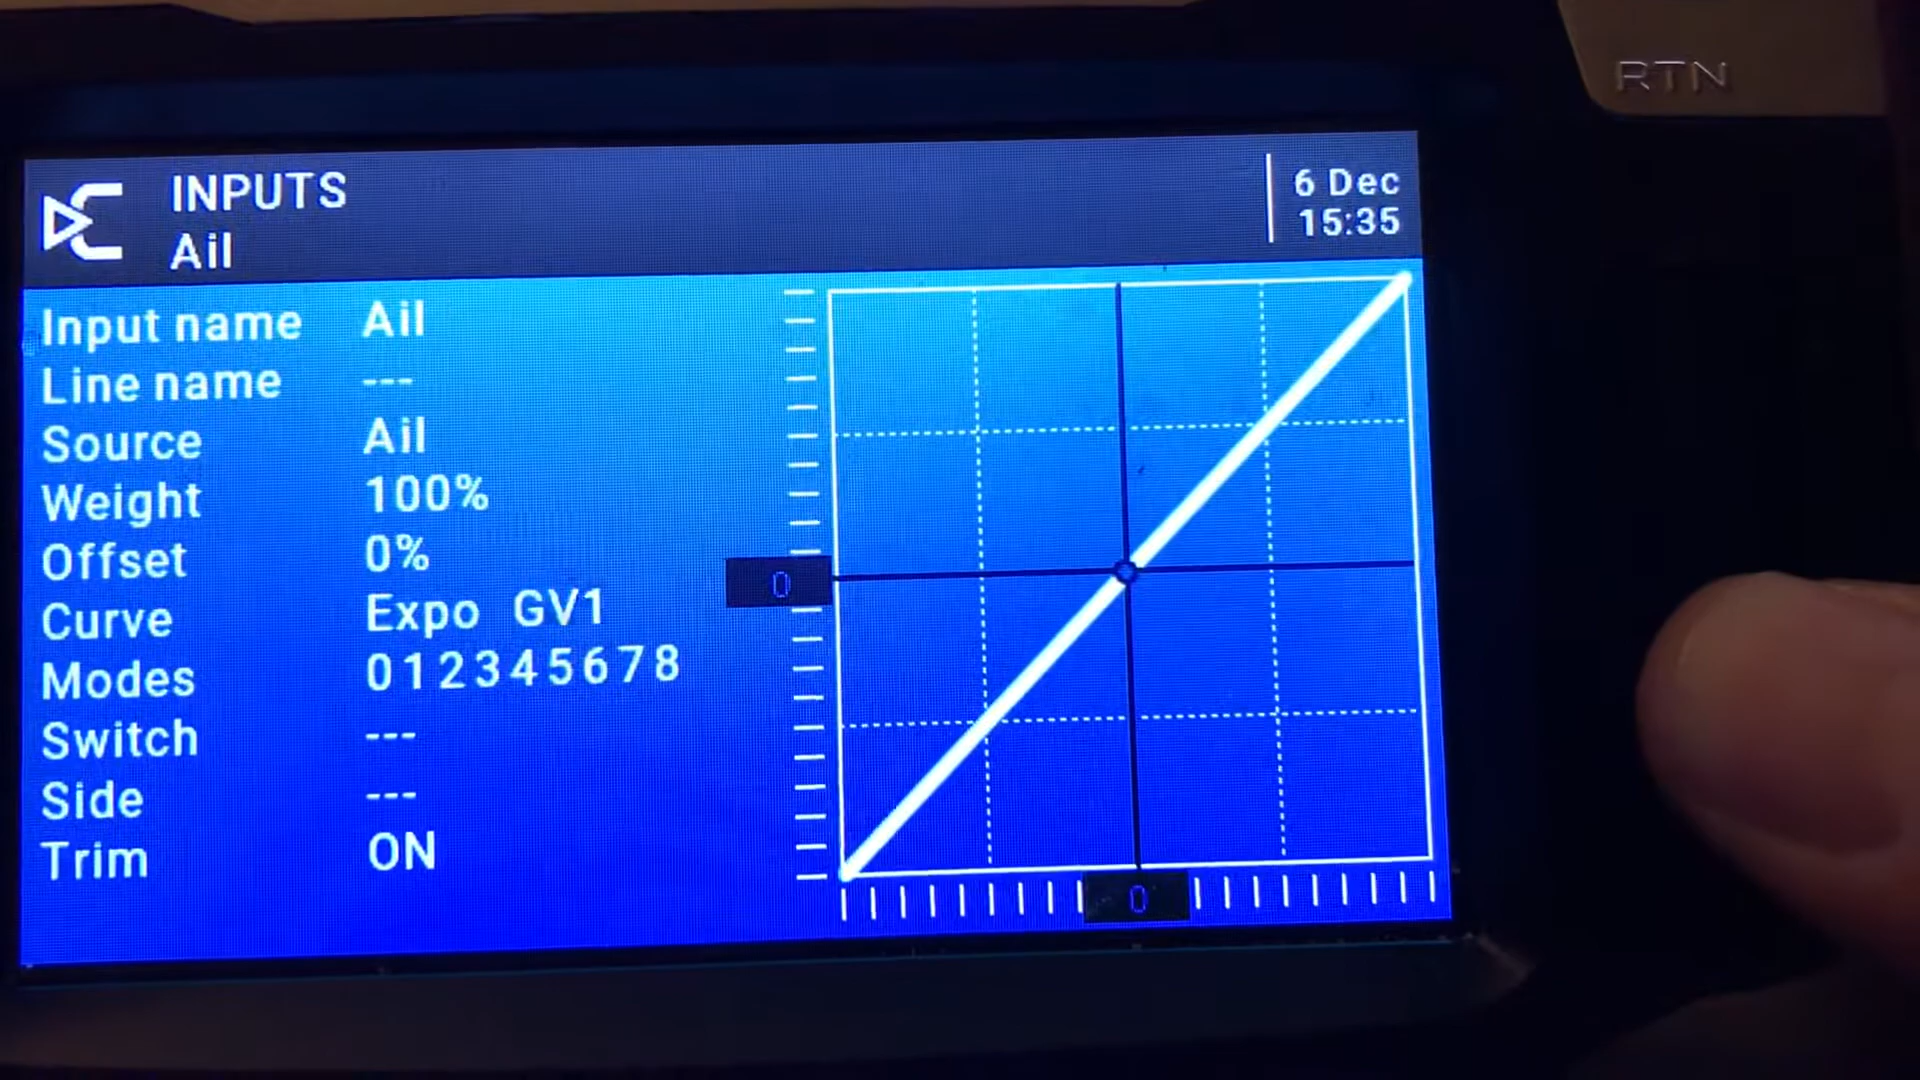 RTN
INPUTS
Ail
6 Dec
15:35
Input name Ail
Line name ---
Source Ail
Weight 100%
Offset 0%
Curve Expo GV1
Modes 012345678
Switch ---
Side ---
Trim ON
0
0